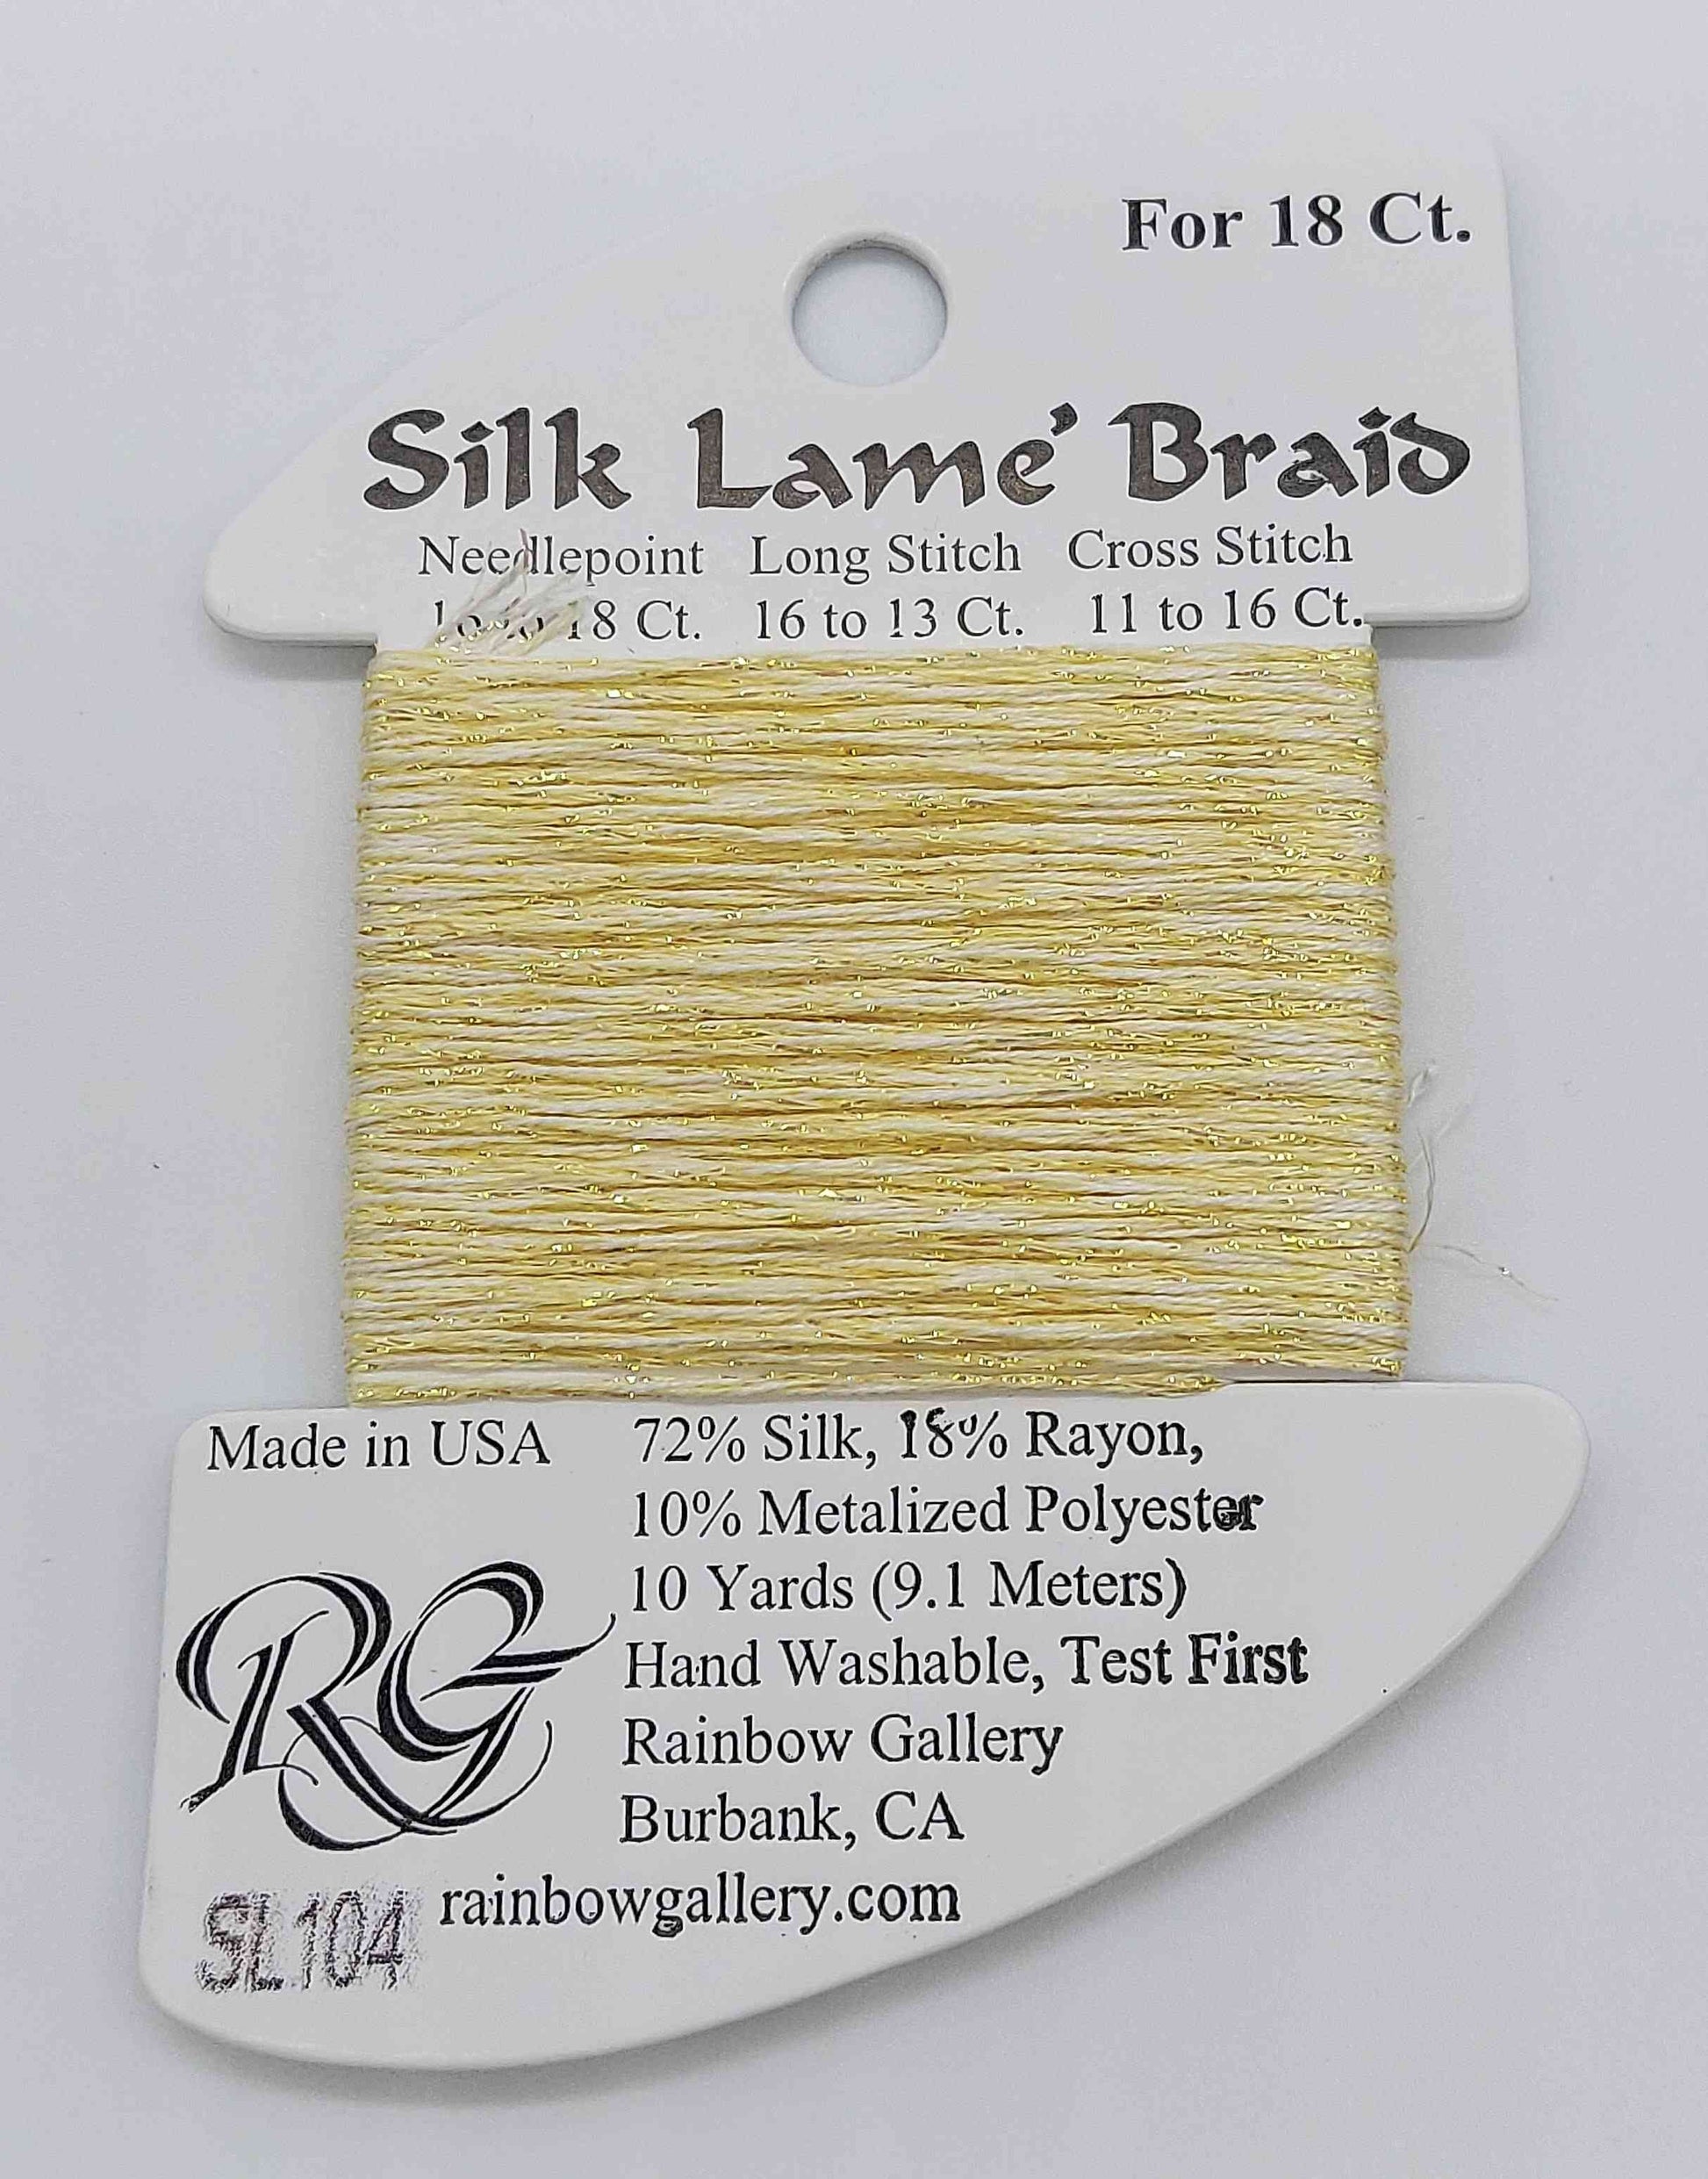 For 18 Ct.
Silk Lame' Braid
Needlepoint Long Stitch Cross Stitch
18 Ct. 16 to 13 Ct. 11 to 16 Ct.
Made in USA
72% Silk, 18% Rayon,
10% Metalized Polyester
10 Yards (9.1 Meters)
Hand Washable, Test First
Rainbow Gallery
Burbank, CA
rainbowgallery.com
RG
SL104